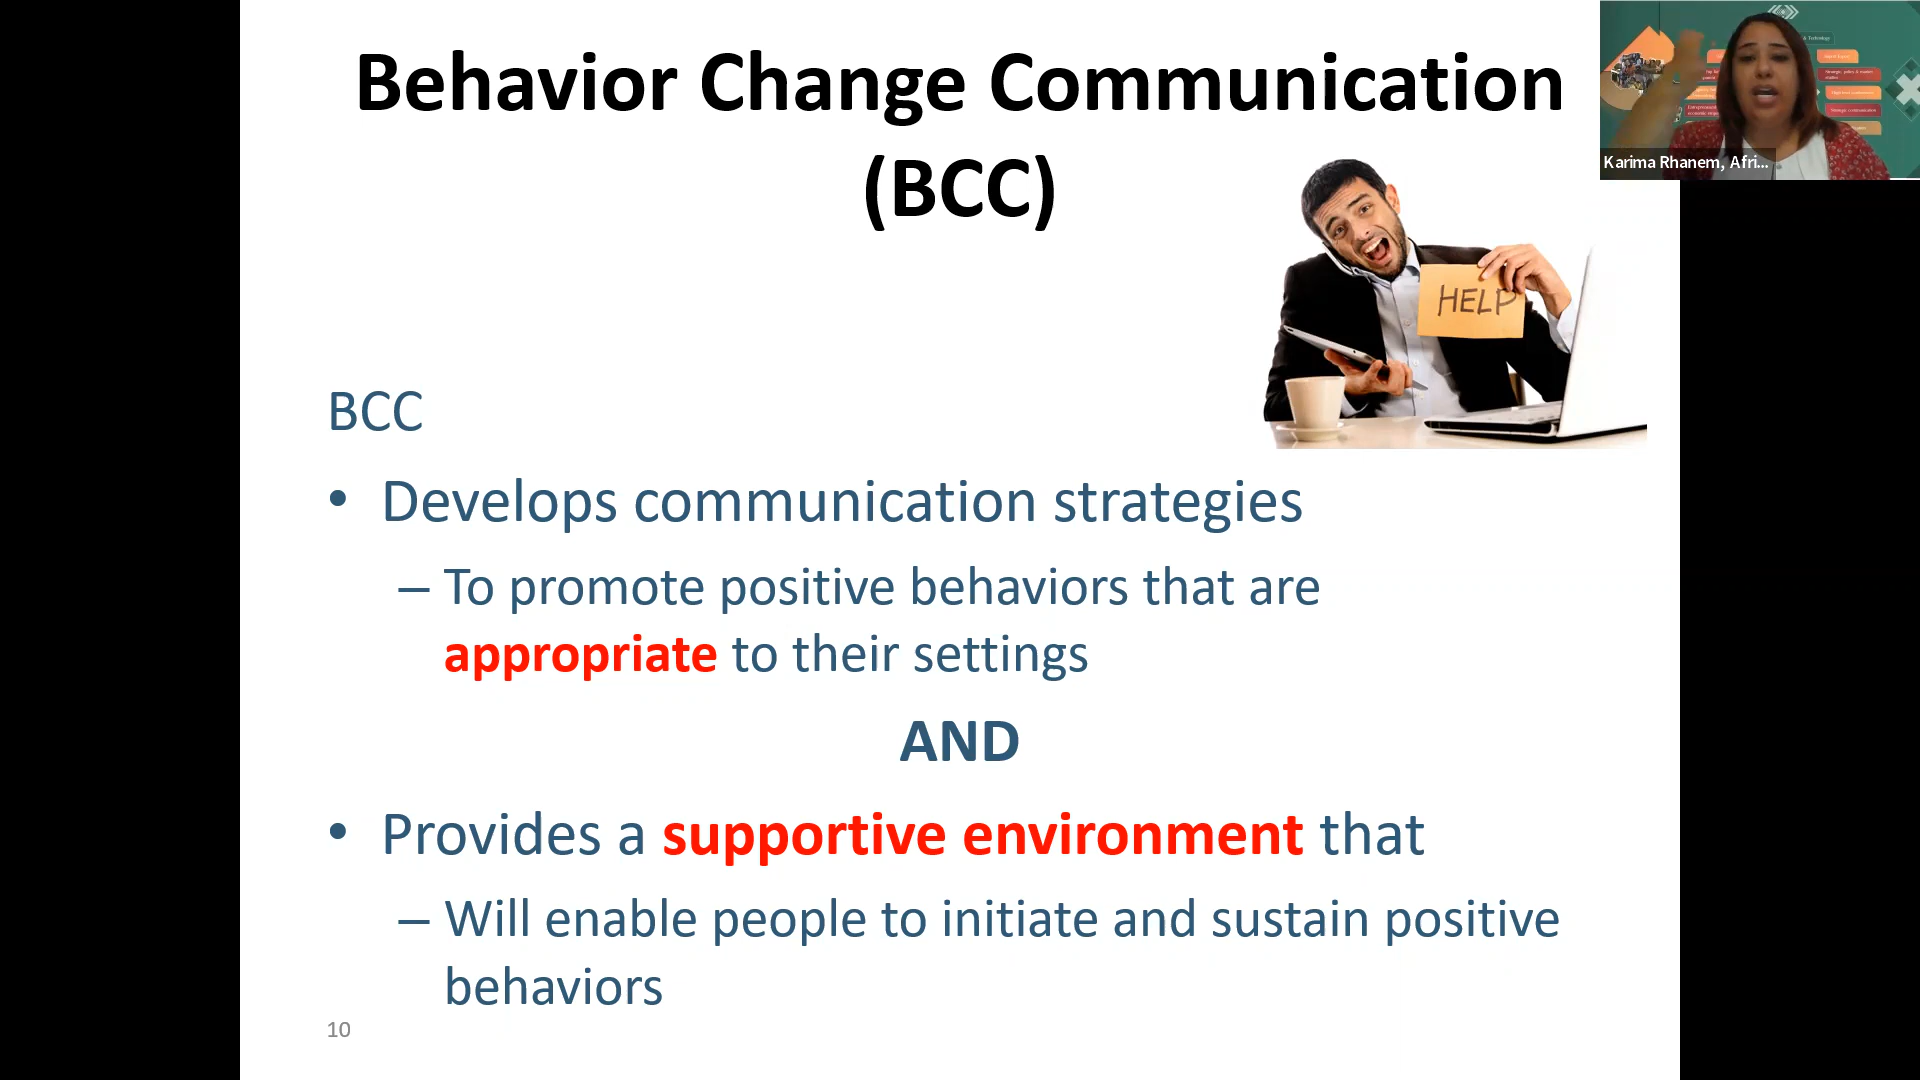 Behavior Change Communication
(BCC)
HELP
BCC
• Develops communication strategies
– To promote positive behaviors that are
appropriate to their settings
AND
• Provides a supportive environment that
– Will enable people to initiate and sustain positive
behaviors
10
& Technology
Karima Rhanem, Afri...